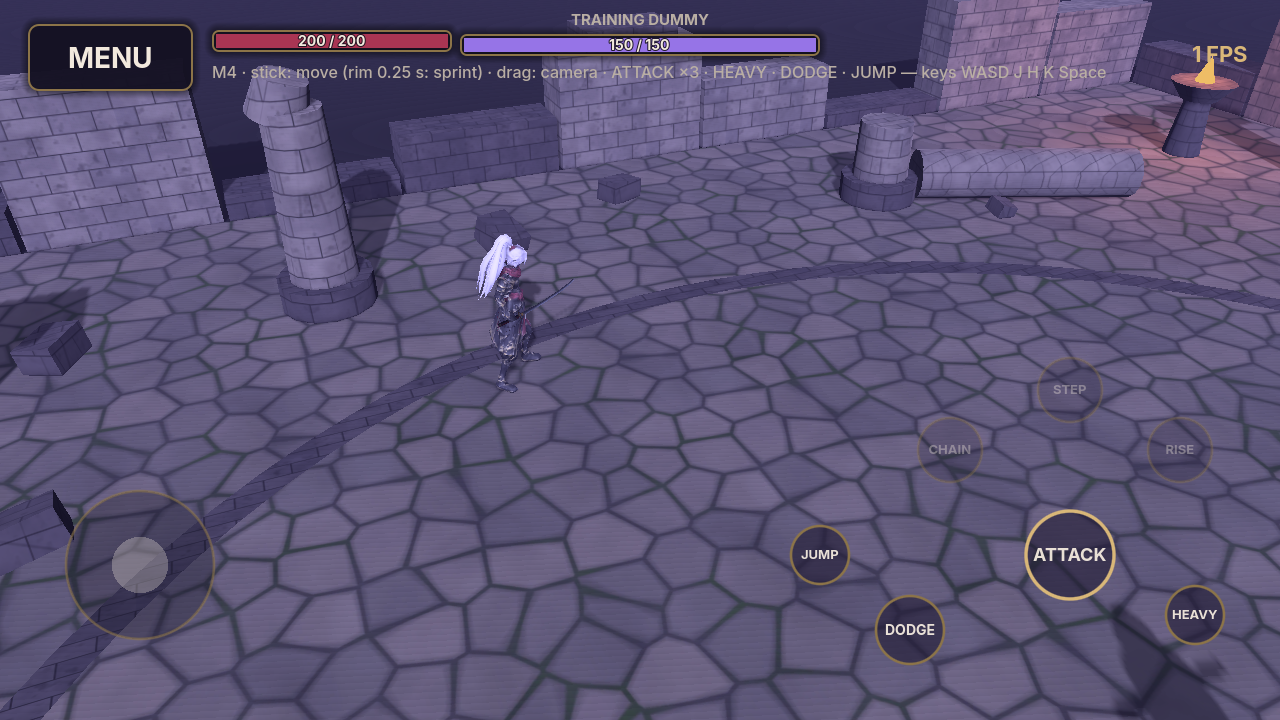 TRAINING DUMMY
MENU
200 / 200
150 / 150
1 FPS
M4 · stick: move (rim 0.25 s: sprint) · drag: camera · ATTACK ×3 · HEAVY · DODGE · JUMP — keys WASD J H K Space
STEP
CHAIN
RISE
JUMP
ATTACK
HEAVY
DODGE